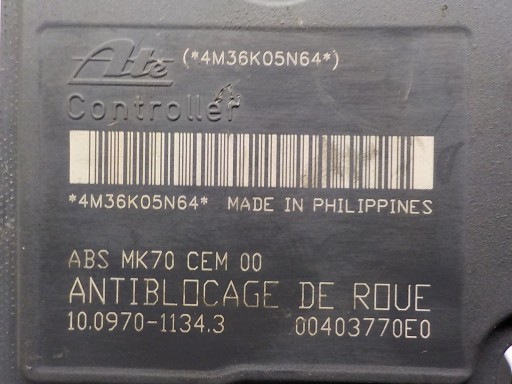 Ate (*4M36K05N64*)
Controller
*4M36K05N64* MADE IN PHILIPPINES
ABS MK70 CEM 00
ANTIBLOCAGE DE ROUE
10.0970-1134.3 00403770E0